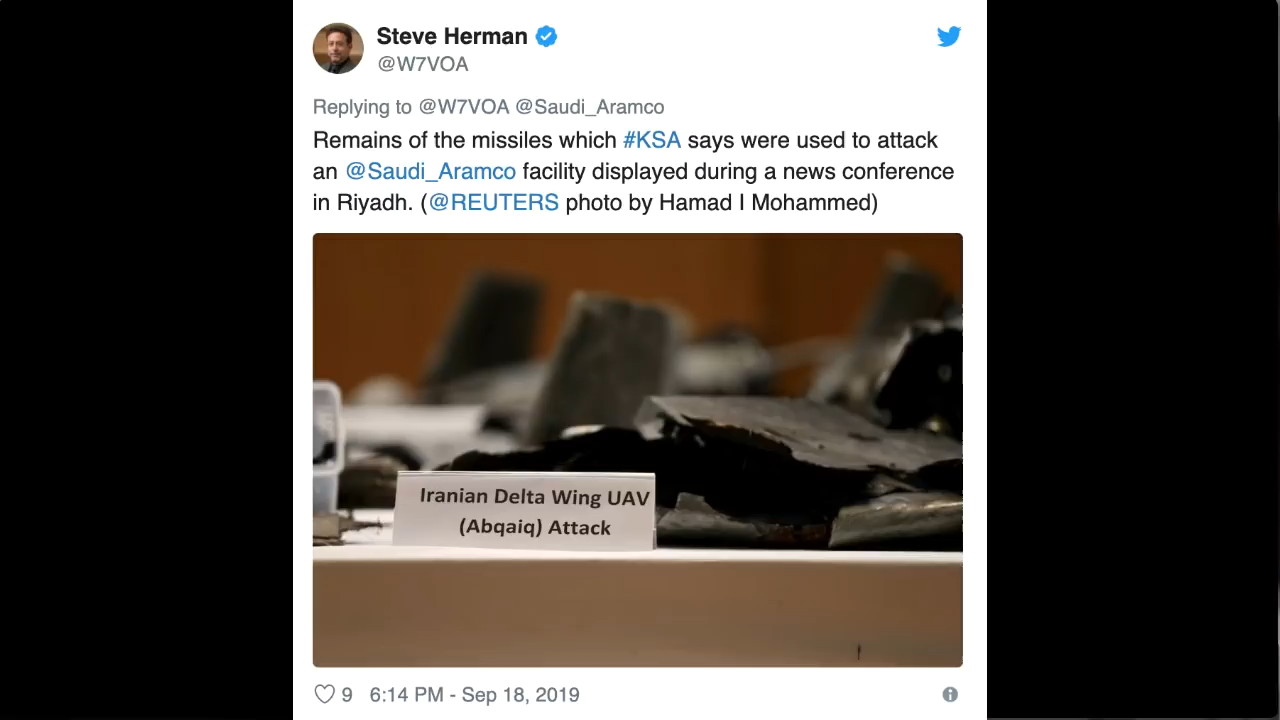 Steve Herman
@W7VOA
Replying to @W7VOA @Saudi_Aramco
Remains of the missiles which #KSA says were used to attack
an @Saudi_Aramco facility displayed during a news conference
in Riyadh. (@REUTERS photo by Hamad I Mohammed)
Iranian Delta Wing UAV
(Abqaiq) Attack
9 6:14 PM - Sep 18, 2019